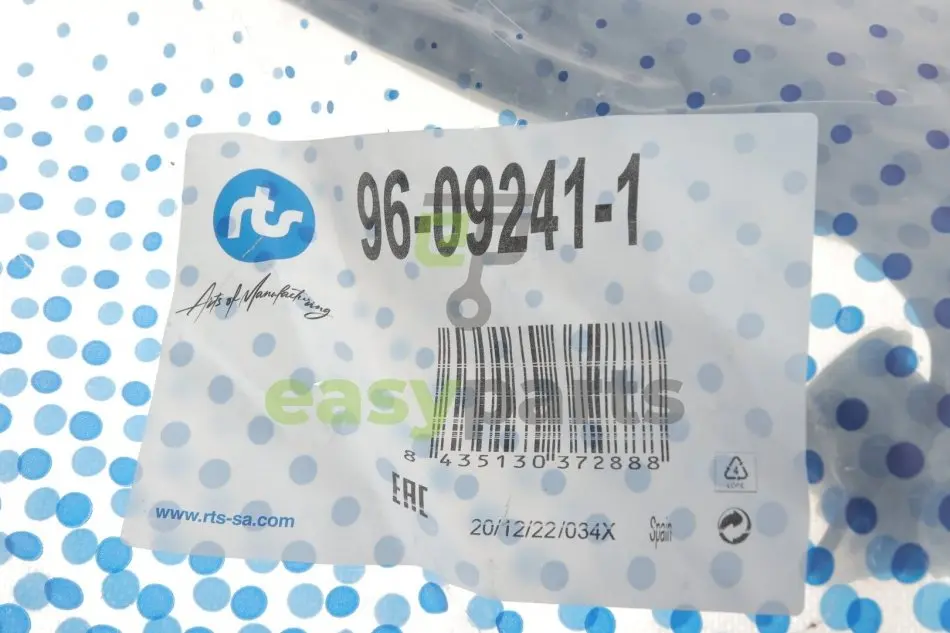 rts
96-09241-1
Arts of Manufacturing
easyparts
8 435130 372888
EAC
4
LDPE
www.rts-sa.com
20/12/22/034X
Spain